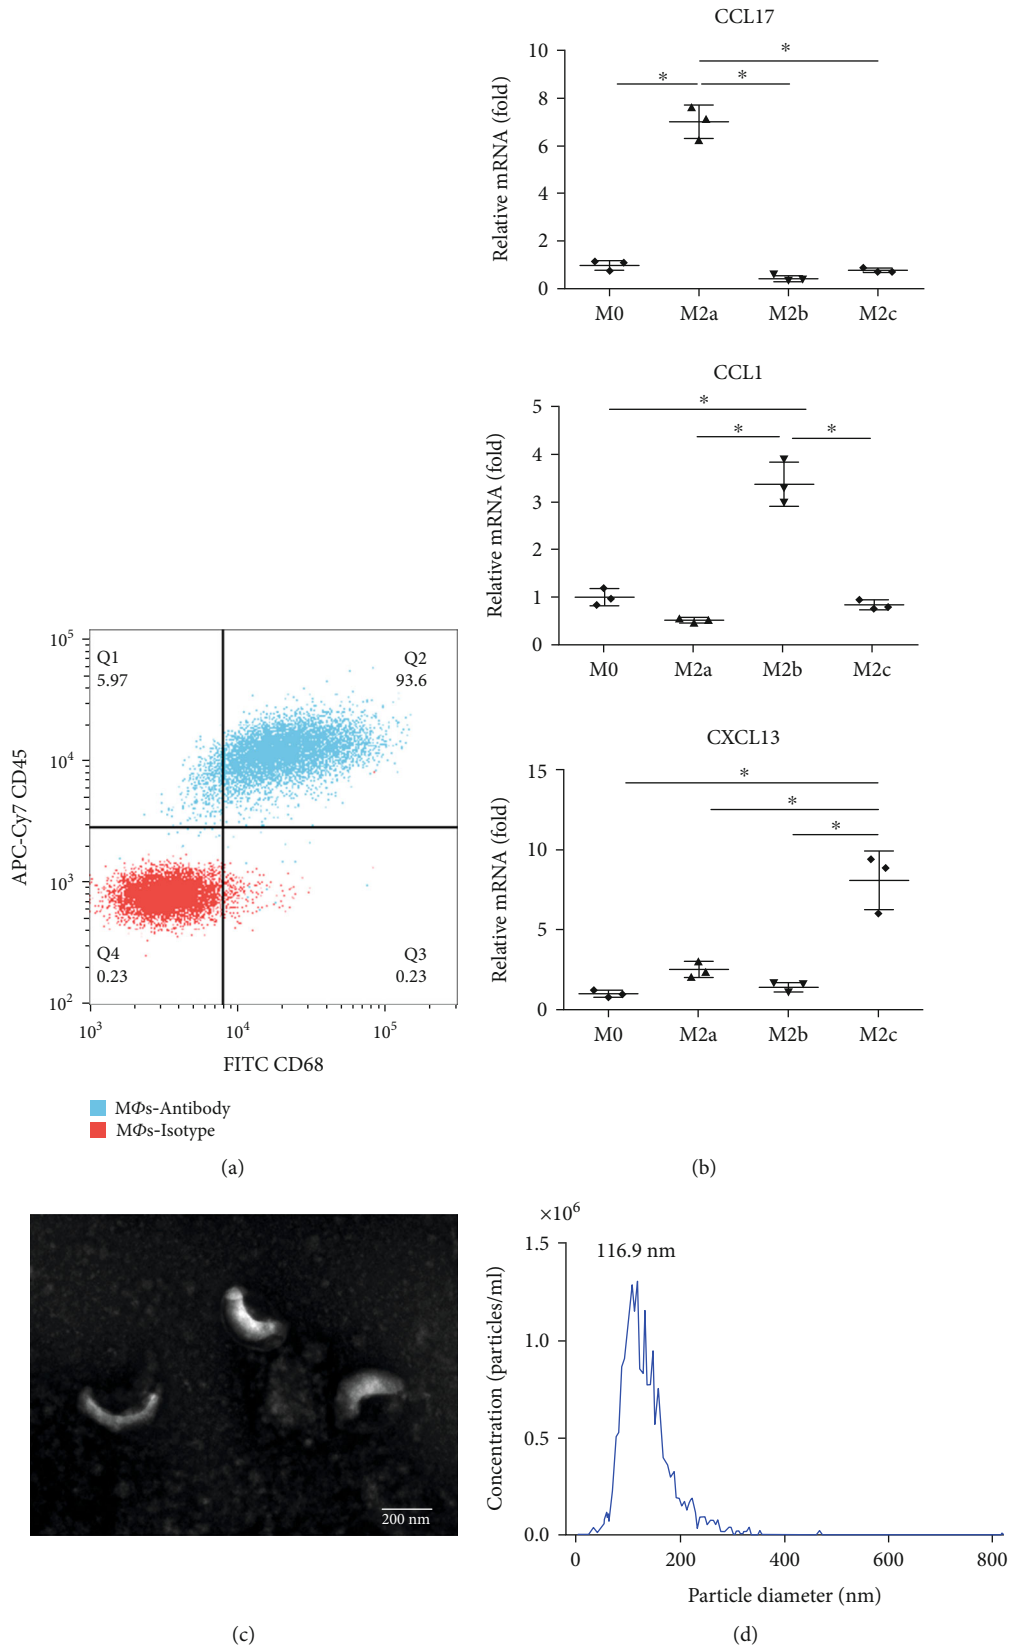 CCL17
Relative mRNA (fold)
10
8
6
4
2
0
*
*
*
M0 M2a M2b M2c
CCL1
Relative mRNA (fold)
5
4
3
2
1
0
*
*
*
M0 M2a M2b M2c
CXCL13
Relative mRNA (fold)
15
10
5
0
*
*
*
M0 M2a M2b M2c
(b)
APC-Cy7 CD45
10⁵
10⁴
10³
10²
Q1
5.97
Q2
93.6
Q4
0.23
Q3
0.23
10³ 10⁴ 10⁵
FITC CD68
MΦs-Antibody
MΦs-Isotype
(a)
200 nm
(c)
×10⁶
116.9 nm
Concentration (particles/ml)
1.5
1.0
0.5
0.0
0 200 400 600 800
Particle diameter (nm)
(d)